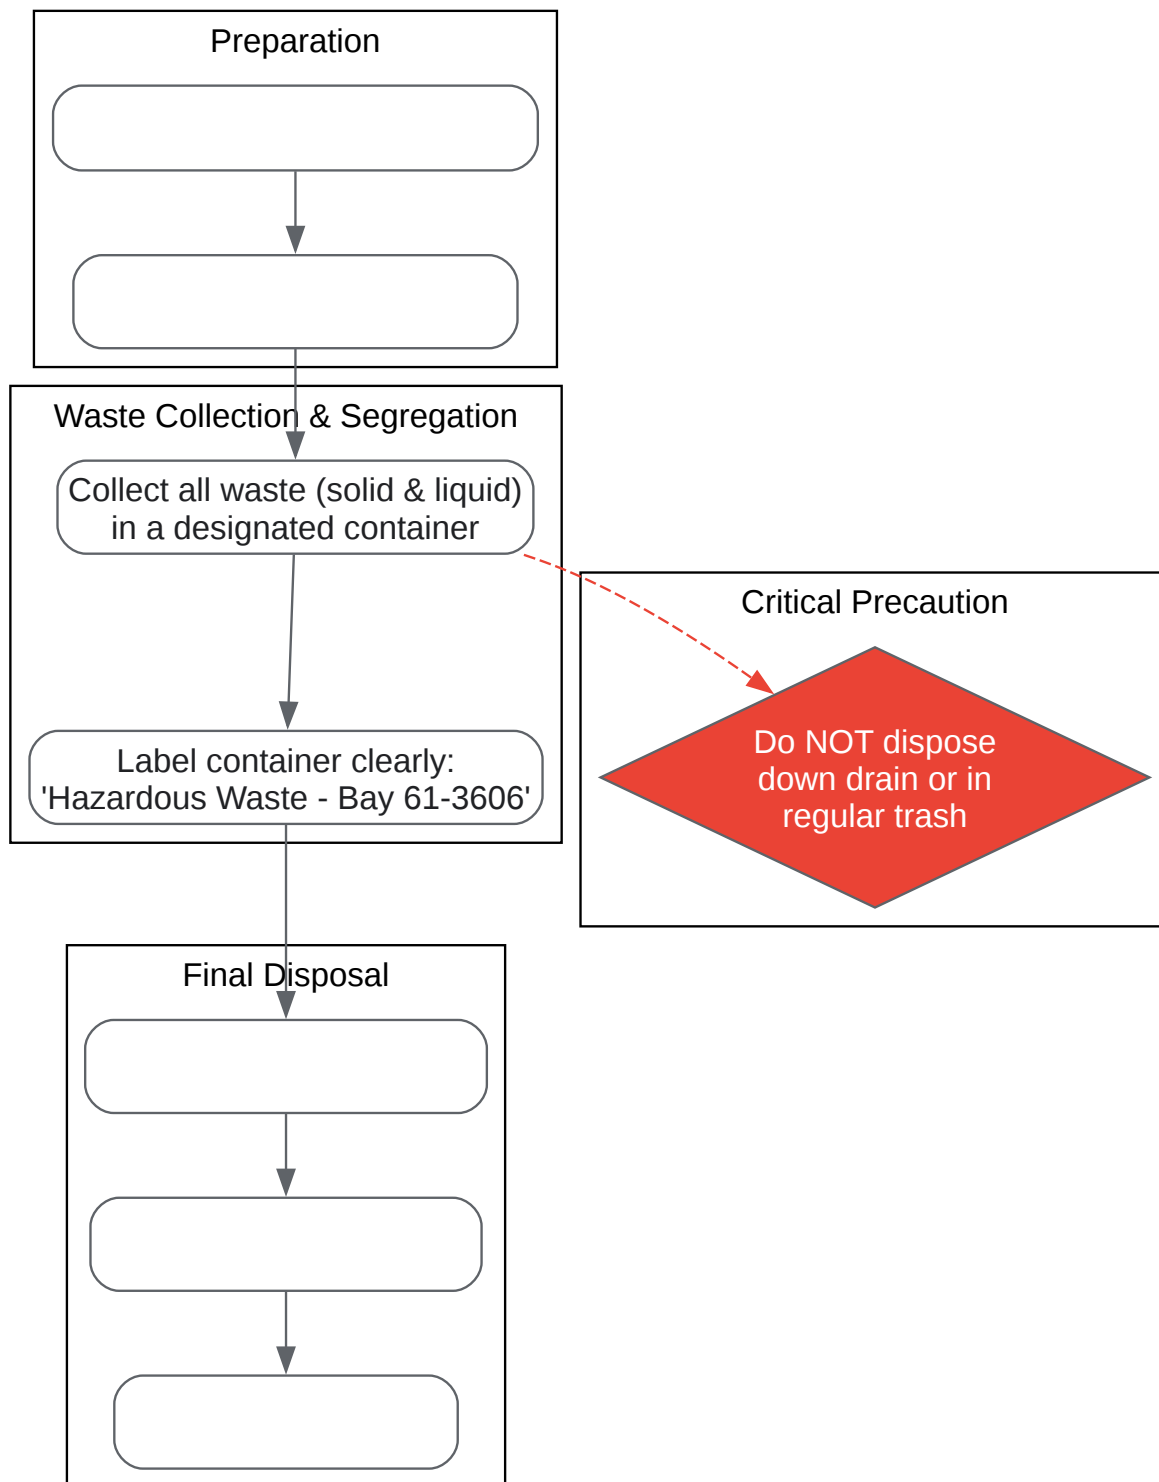 Preparation
Waste Collection & Segregation
Collect all waste (solid & liquid)
in a designated container
Critical Precaution
Do NOT dispose
down drain or in
regular trash
Label container clearly:
'Hazardous Waste - Bay 61-3606'
Final Disposal